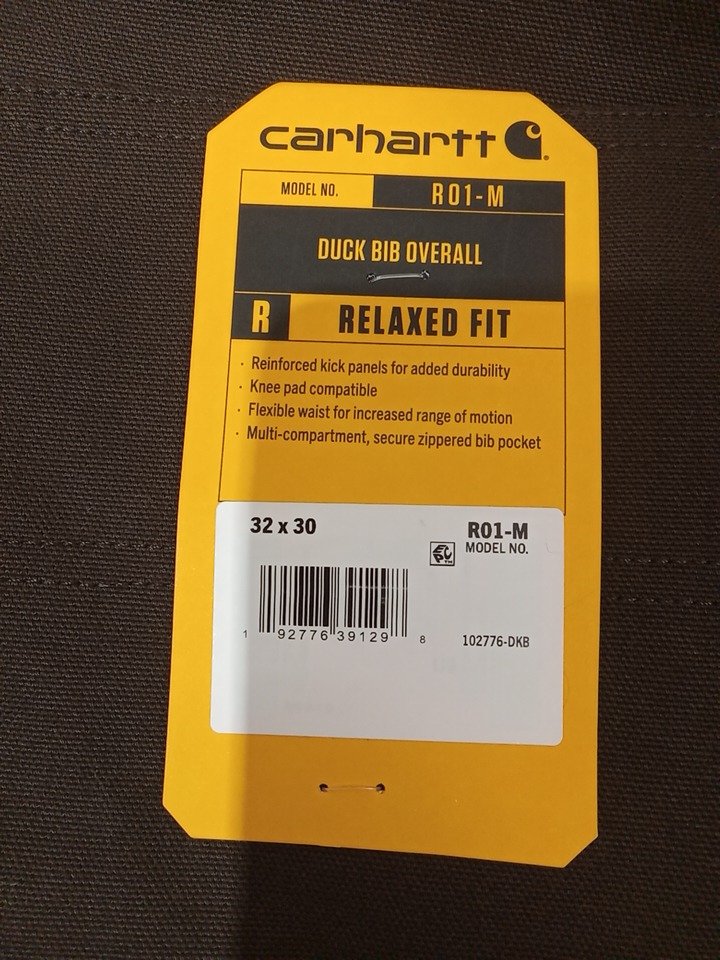 carhartt
MODEL NO. R01-M
DUCK BIB OVERALL
R RELAXED FIT
· Reinforced kick panels for added durability
· Knee pad compatible
· Flexible waist for increased range of motion
· Multi-compartment, secure zippered bib pocket
32 x 30 R01-M
MODEL NO.
1 92776 39129 8 102776-DKB